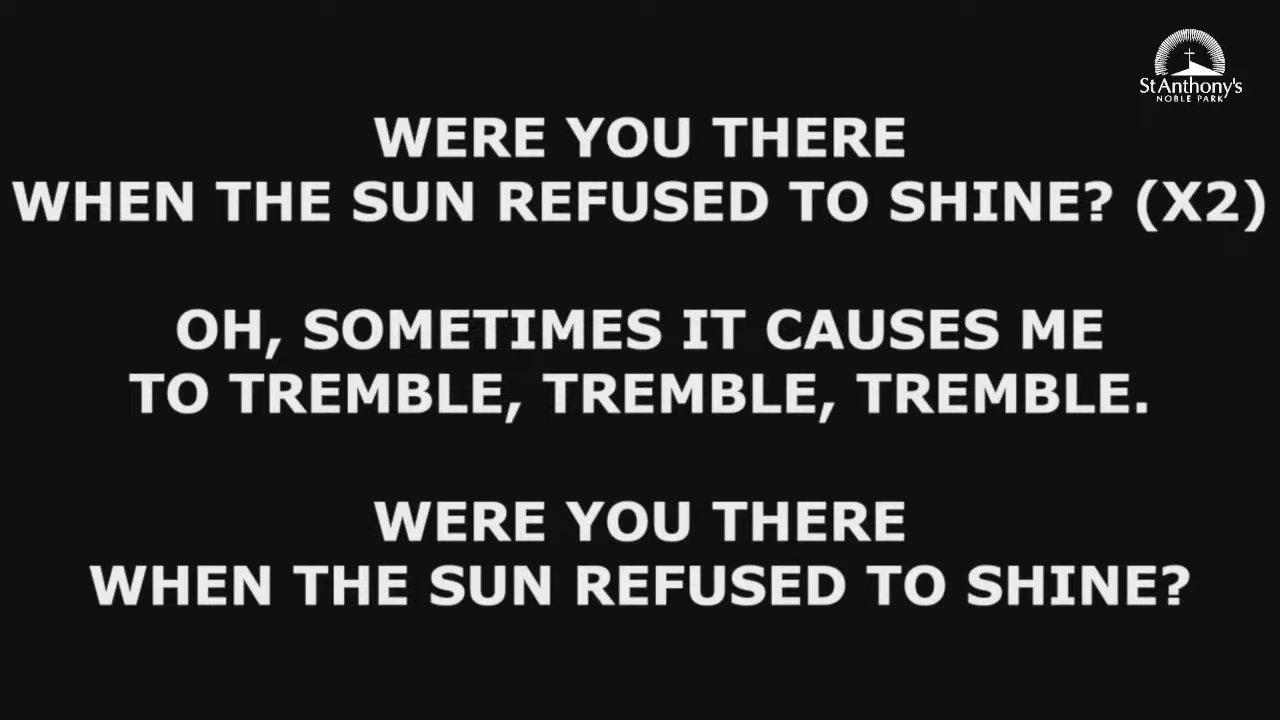 St Anthony's
NOBLE PARK
WERE YOU THERE
WHEN THE SUN REFUSED TO SHINE? (X2)
OH, SOMETIMES IT CAUSES ME
TO TREMBLE, TREMBLE, TREMBLE.
WERE YOU THERE
WHEN THE SUN REFUSED TO SHINE?